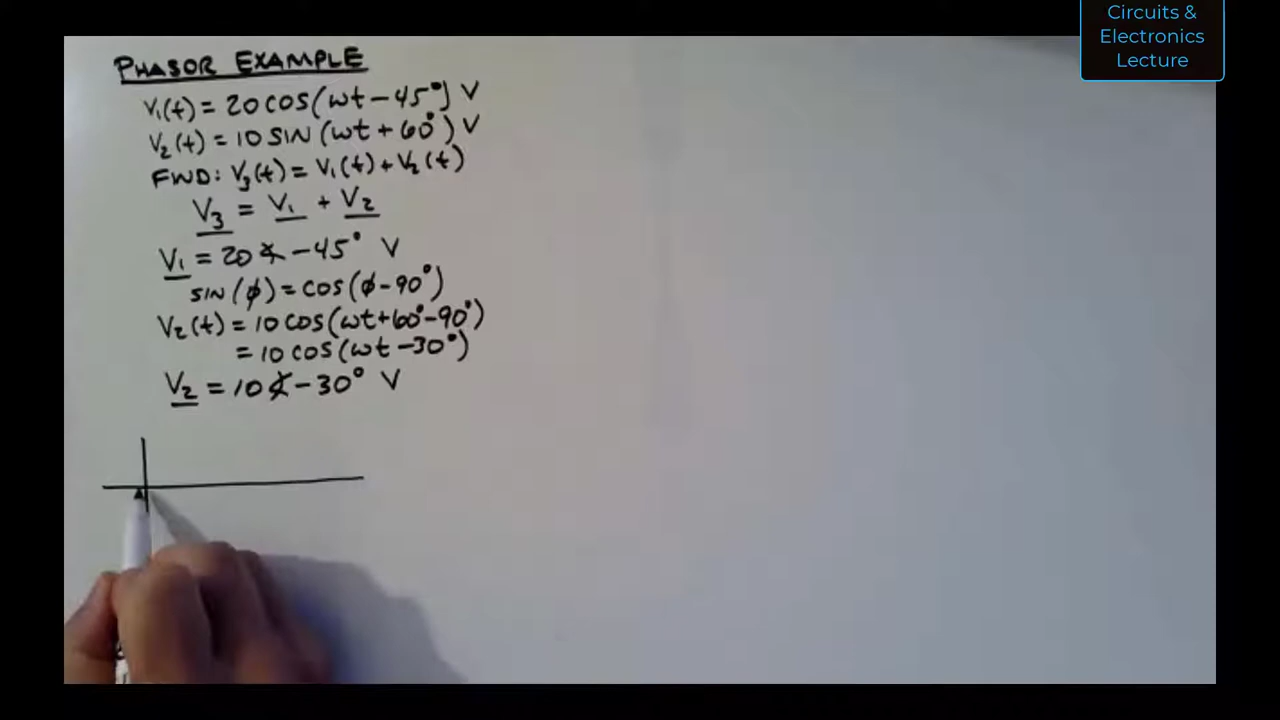 Circuits &
Electronics
Lecture
PHASOR EXAMPLE
V₁(t) = 20 COS(ωt - 45°) V
V₂(t) = 10 SIN (ωt + 60°) V
FIND: V₃(t) = V₁(t) + V₂(t)
V₃ = V₁ + V₂
V₁ = 20∡ -45° V
SIN(ϕ) = COS(ϕ-90°)
V₂(t) = 10 COS(ωt+60°-90°)
= 10 COS(ωt -30°)
V₂ = 10∡ -30° V